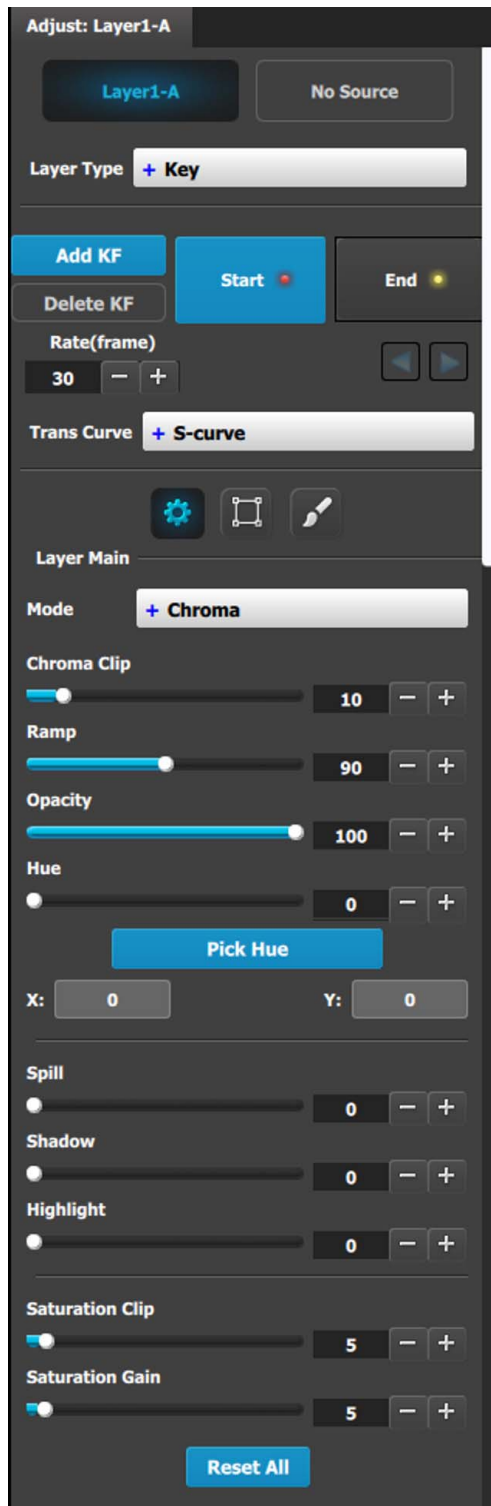 Adjust: Layer1-A
Layer1-A No Source
Layer Type + Key
Add KF
Delete KF
Start End
Rate(frame)
30 − +
Trans Curve + S-curve
Layer Main
Mode + Chroma
Chroma Clip
10 − +
Ramp
90 − +
Opacity
100 − +
Hue
0 − +
Pick Hue
X: 0 Y: 0
Spill
0 − +
Shadow
0 − +
Highlight
0 − +
Saturation Clip
5 − +
Saturation Gain
5 − +
Reset All